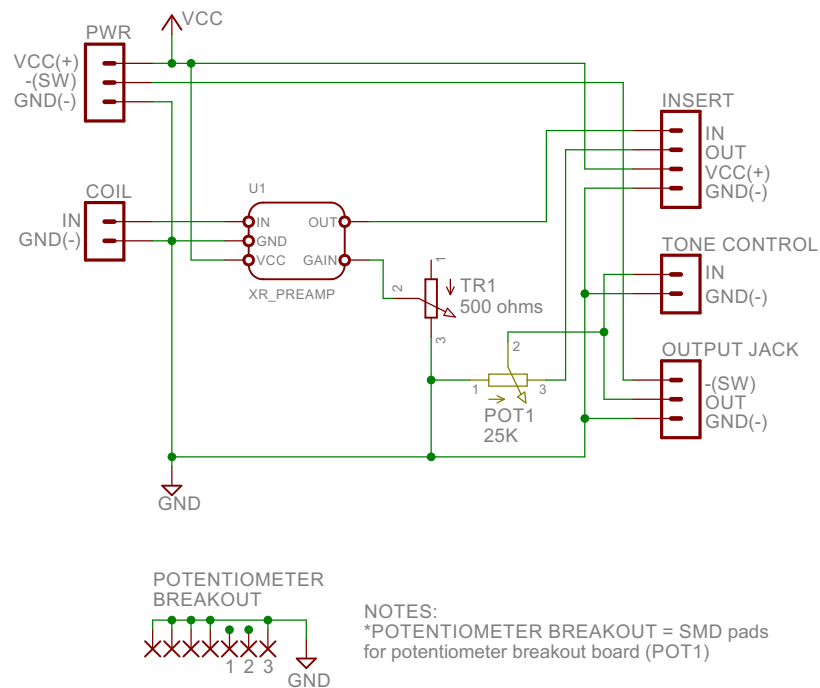 VCC
PWR
VCC(+)
-(SW)
GND(-)
INSERT
IN
OUT
VCC(+)
GND(-)
COIL
IN
GND(-)
U1
IN
GND
VCC
OUT
GAIN
XR_PREAMP
1
2
3
TR1
500 ohms
TONE CONTROL
IN
GND(-)
2
1
3
POT1
25K
OUTPUT JACK
-(SW)
OUT
GND(-)
GND
POTENTIOMETER
BREAKOUT
1 2 3
GND
NOTES:
*POTENTIOMETER BREAKOUT = SMD pads
for potentiometer breakout board (POT1)